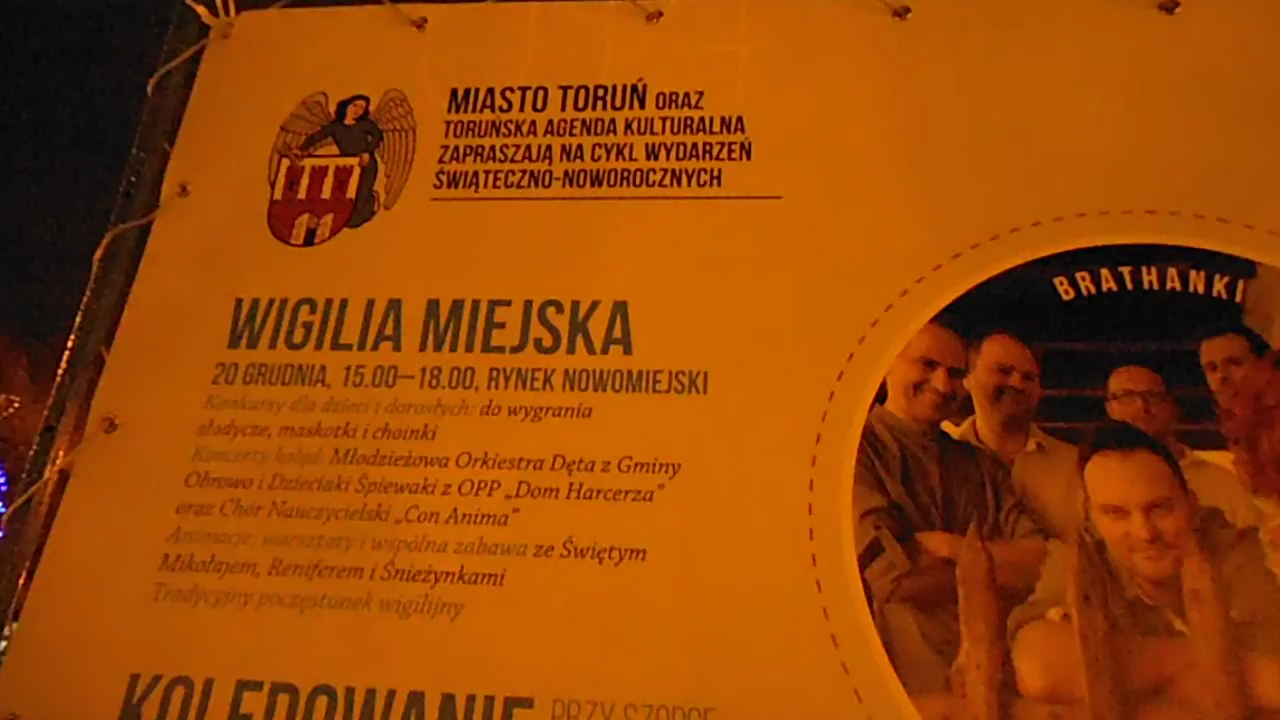 MIASTO TORUŃ ORAZ
TORUŃSKA AGENDA KULTURALNA
ZAPRASZAJĄ NA CYKL WYDARZEŃ
ŚWIĄTECZNO-NOWOROCZNYCH
BRATHANKI
WIGILIA MIEJSKA
20 GRUDNIA, 15.00–18.00, RYNEK NOWOMIEJSKI
Konkursy dla dzieci i dorosłych: do wygrania
słodycze, maskotki i choinki
Koncerty kolęd: Młodzieżowa Orkiestra Dęta z Gminy
Obrowo i Dzieciaki Śpiewaki z OPP „Dom Harcerza”
oraz Chór Nauczycielski „Con Anima”
Animacje, warsztaty i wspólna zabawa ze Świętym
Mikołajem, Reniferem i Śnieżynkami
Tradycyjny poczęstunek wigilijny
KOLĘDOWANIE PRZY SZOPCE